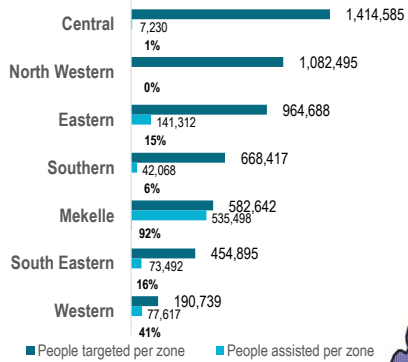 Central
1,414,585
7,230
1%
North Western
1,082,495
0%
Eastern
964,688
141,312
15%
Southern
668,417
42,068
6%
Mekelle
582,642
535,498
92%
South Eastern
454,895
73,492
16%
Western
190,739
77,617
41%
People targeted per zone
People assisted per zone